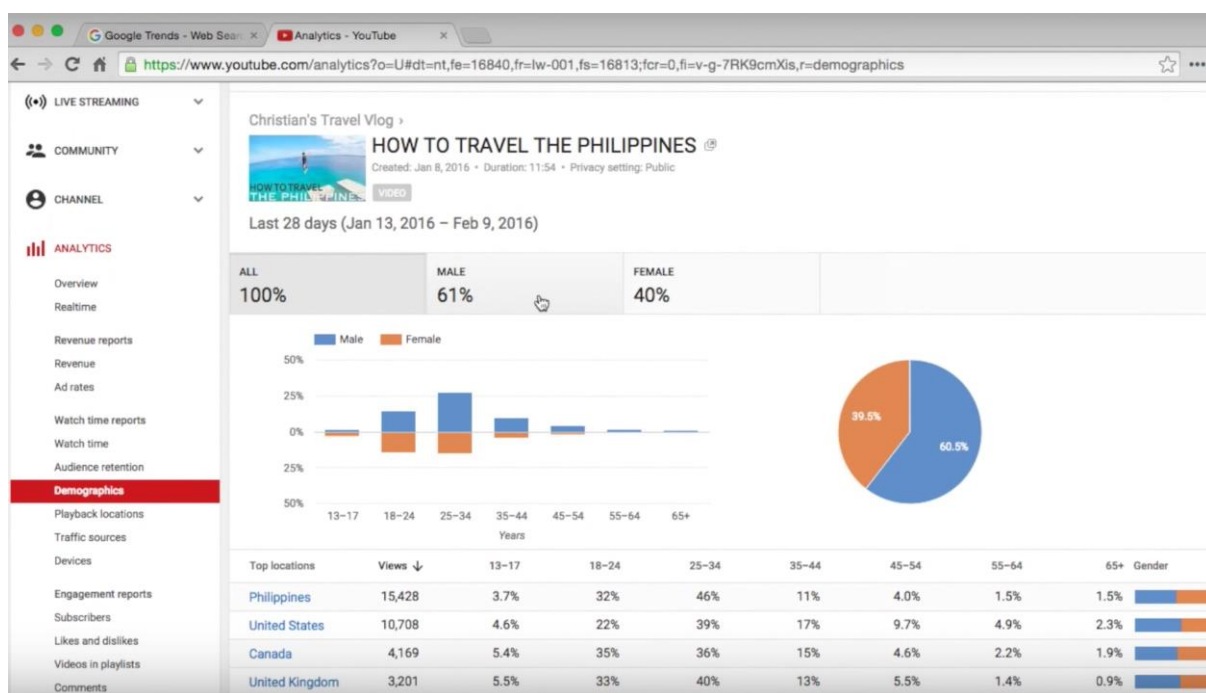 Google Trends - Web Sear
Analytics - YouTube
https://www.youtube.com/analytics?o=U#dt=nt,fe=16840,fr=lw-001,fs=16813;fcr=0,fi=v-g-7RK9cmXis,r=demographics
LIVE STREAMING
COMMUNITY
CHANNEL
ANALYTICS
Overview
Realtime
Revenue reports
Revenue
Ad rates
Watch time reports
Watch time
Audience retention
Demographics
Playback locations
Traffic sources
Devices
Engagement reports
Subscribers
Likes and dislikes
Videos in playlists
Comments
Christian's Travel Vlog ›
HOW TO TRAVEL
THE PHILIPPINES
HOW TO TRAVEL THE PHILIPPINES
Created: Jan 8, 2016 • Duration: 11:54 • Privacy setting: Public
VIDEO
Last 28 days (Jan 13, 2016 – Feb 9, 2016)
ALL
100%
MALE
61%
FEMALE
40%
Male Female
50%
25%
0%
25%
50%
13–17 18–24 25–34 35–44 45–54 55–64 65+
Years
39.5%
60.5%
Top locations Views 13–17 18–24 25–34 35–44 45–54 55–64 65+ Gender
Philippines 15,428 3.7% 32% 46% 11% 4.0% 1.5% 1.5%
United States 10,708 4.6% 22% 39% 17% 9.7% 4.9% 2.3%
Canada 4,169 5.4% 35% 36% 15% 4.6% 2.2% 1.9%
United Kingdom 3,201 5.5% 33% 40% 13% 5.5% 1.4% 0.9%